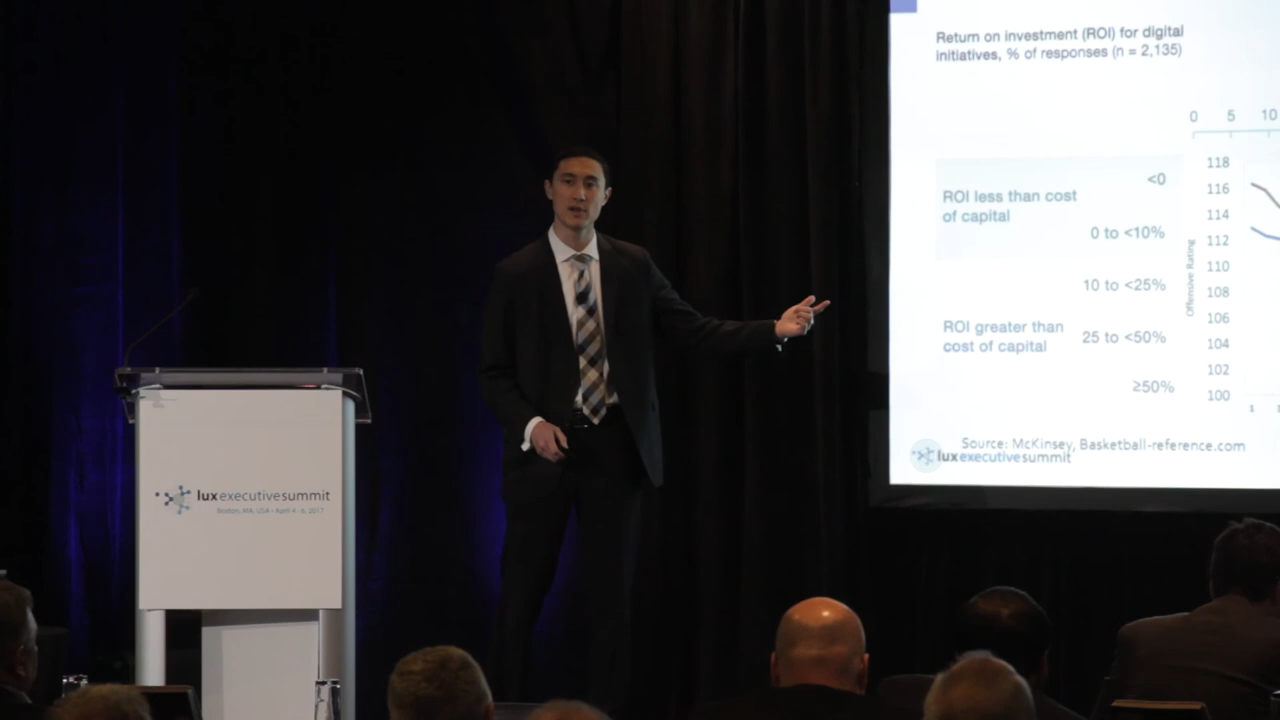 Return on investment (ROI) for digital
initiatives, % of responses (n = 2,135)
0 5 10
118
<0
116
ROI less than cost
of capital
114
0 to <10%
112
110
Offensive Rating
10 to <25%
108
106
ROI greater than
cost of capital
25 to <50%
104
102
≥50%
100
1 1
Source: McKinsey, Basketball-reference.com
luxexecutivesummit
luxexecutivesummit
Boston, MA, USA - April 4 - 6, 2017